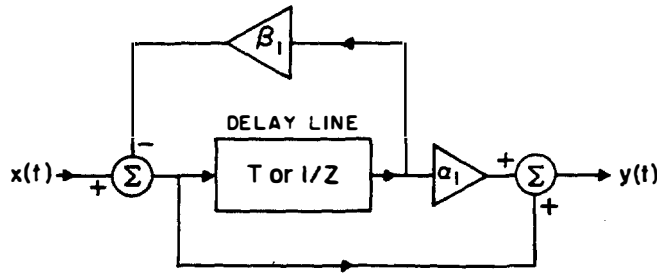 β₁
−
DELAY LINE
x(t)
+
Σ
T or 1/Z
α₁
+
Σ
y(t)
+